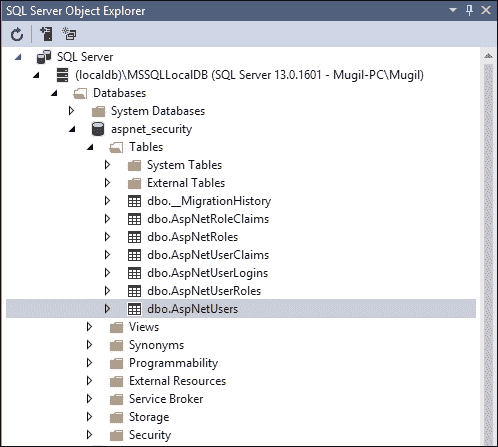 SQL Server Object Explorer
SQL Server
(localdb)\MSSQLLocalDB (SQL Server 13.0.1601 - Mugil-PC\Mugil)
Databases
System Databases
aspnet_security
Tables
System Tables
External Tables
dbo.__MigrationHistory
dbo.AspNetRoleClaims
dbo.AspNetRoles
dbo.AspNetUserClaims
dbo.AspNetUserLogins
dbo.AspNetUserRoles
dbo.AspNetUsers
Views
Synonyms
Programmability
External Resources
Service Broker
Storage
Security